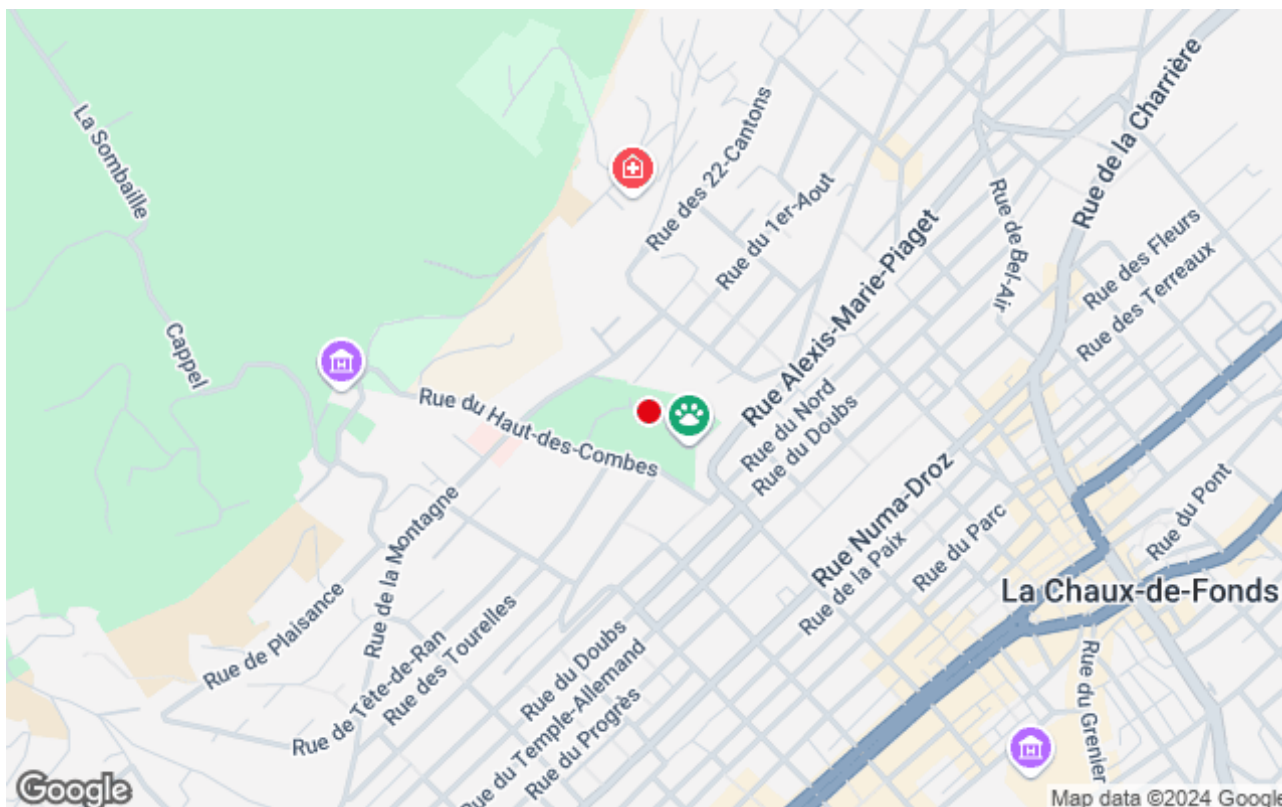 La Sombaille
Cappel
Rue des 22-Cantons
Rue du 1er-Aout
Rue Alexis-Marie-Piaget
Rue de Bel-Air
Rue de la Charrière
Rue des Fleurs
Rue des Terreaux
Rue du Haut-des-Combes
Rue du Nord
Rue du Doubs
Rue Numa-Droz
Rue de la Paix
Rue du Parc
Rue du Pont
La Chaux-de-Fonds
Rue de la Montagne
Rue de Plaisance
Rue de Tête-de-Ran
Rue des Tourelles
Rue du Doubs
Rue du Temple-Allemand
Rue du Progrès
Rue du Grenier
Google
Map data ©2024 Google